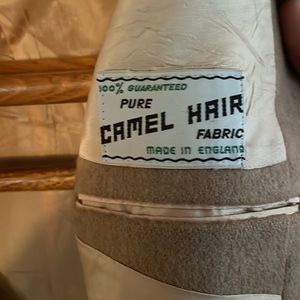 100% GUARANTEED
PURE
CAMEL HAIR
FABRIC
MADE IN ENGLAND